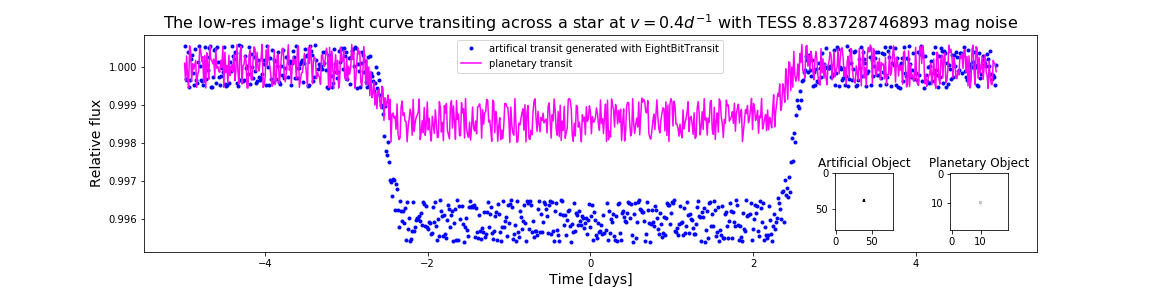 The low-res image's light curve transiting across a star at v = 0.4d⁻¹ with TESS 8.83728746893 mag noise
artifical transit generated with EightBitTransit
planetary transit
Relative flux
1.000
0.999
0.998
0.997
0.996
Artificial Object
Planetary Object
0
50
0
50
0
10
0
10
−4
−2
0
2
4
Time [days]